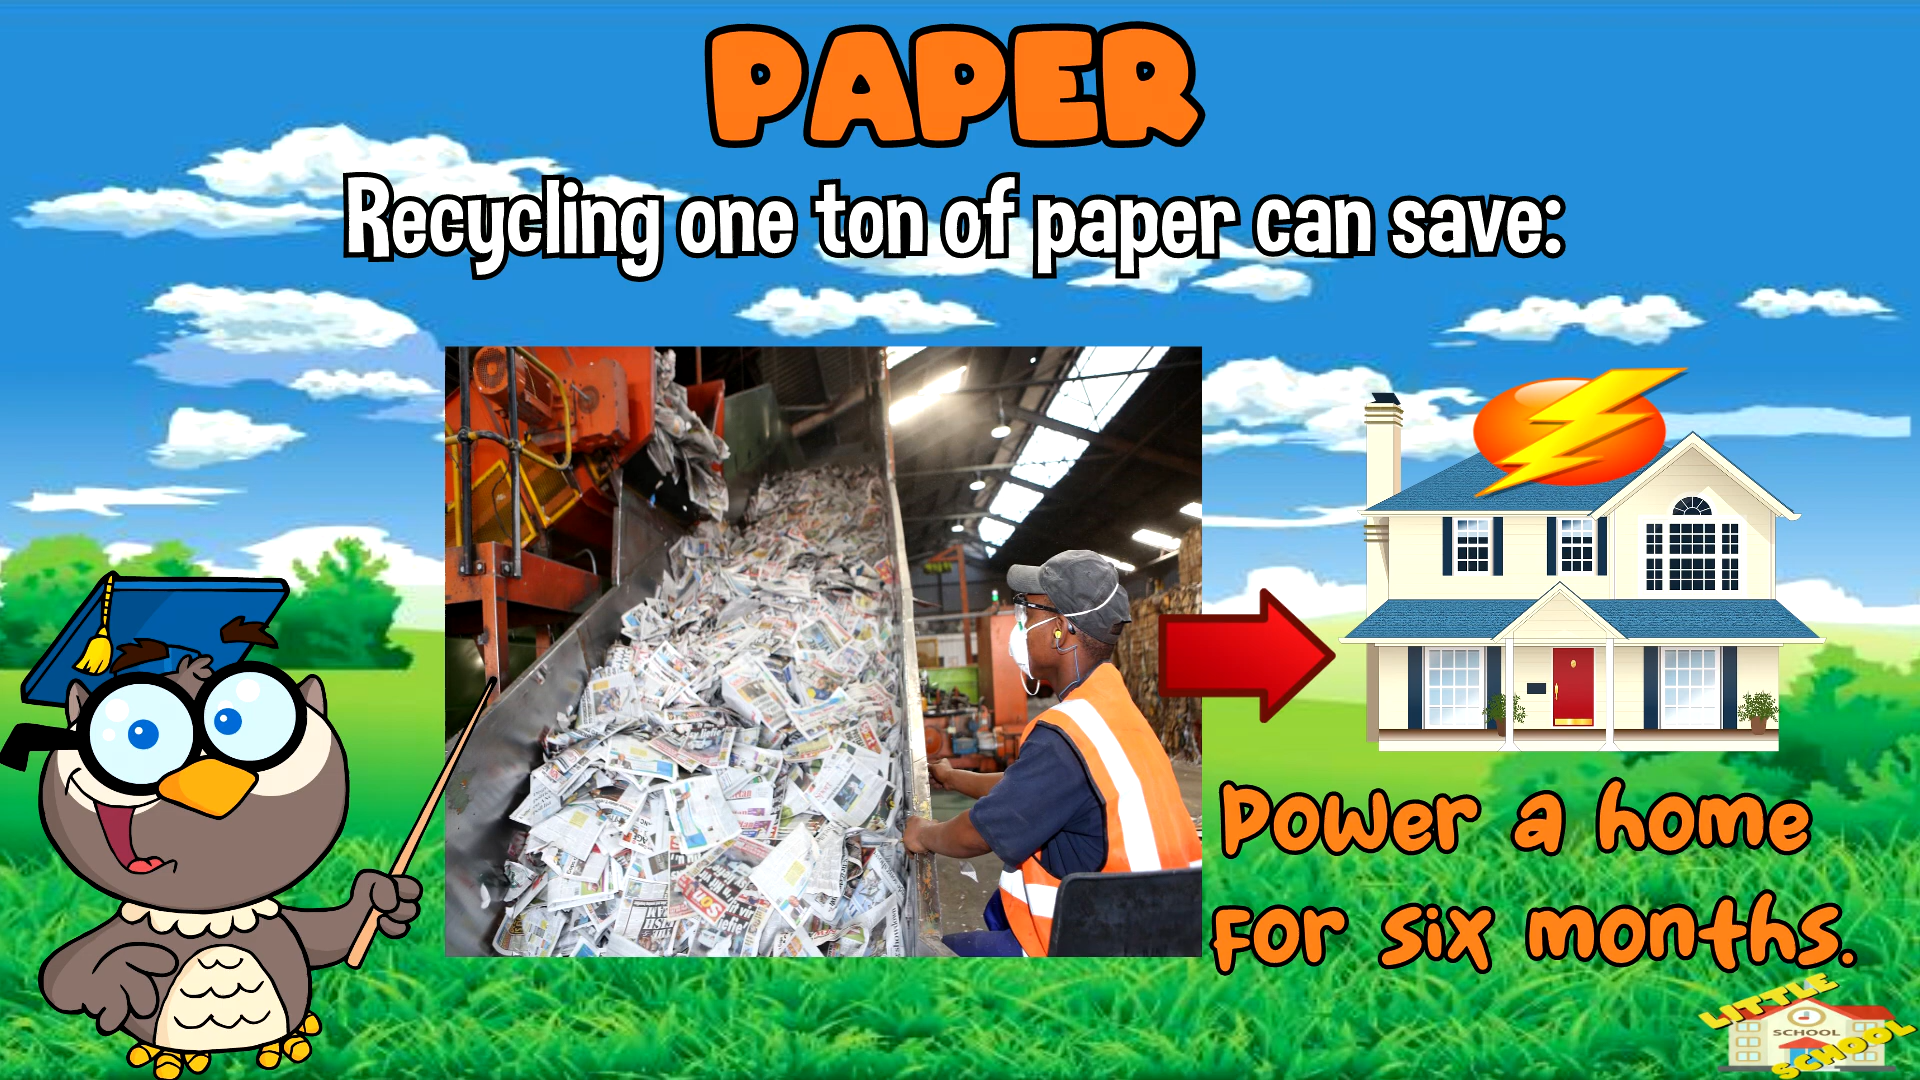 PAPER
Recycling one ton of paper can save:
Power a home
for six months.
LITTLE
SCHOOL
SCHOOL